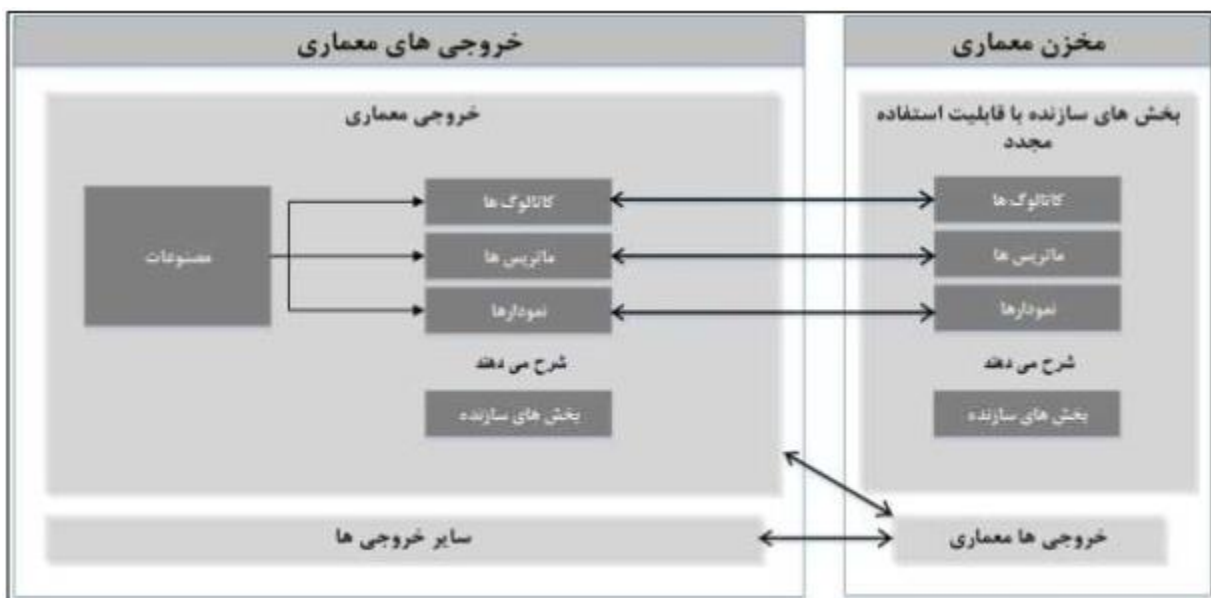 مخزن معماری
بخش های سازنده با قابلیت استفاده
مجدد
کاتالوگ ها
ماتریس ها
نمودارها
شرح می دهند
بخش های سازنده
خروجی ها معماری
خروجی های معماری
خروجی معماری
کاتالوگ ها
ماتریس ها
نمودارها
شرح می دهند
بخش های سازنده
مصنوعات
سایر خروجی ها